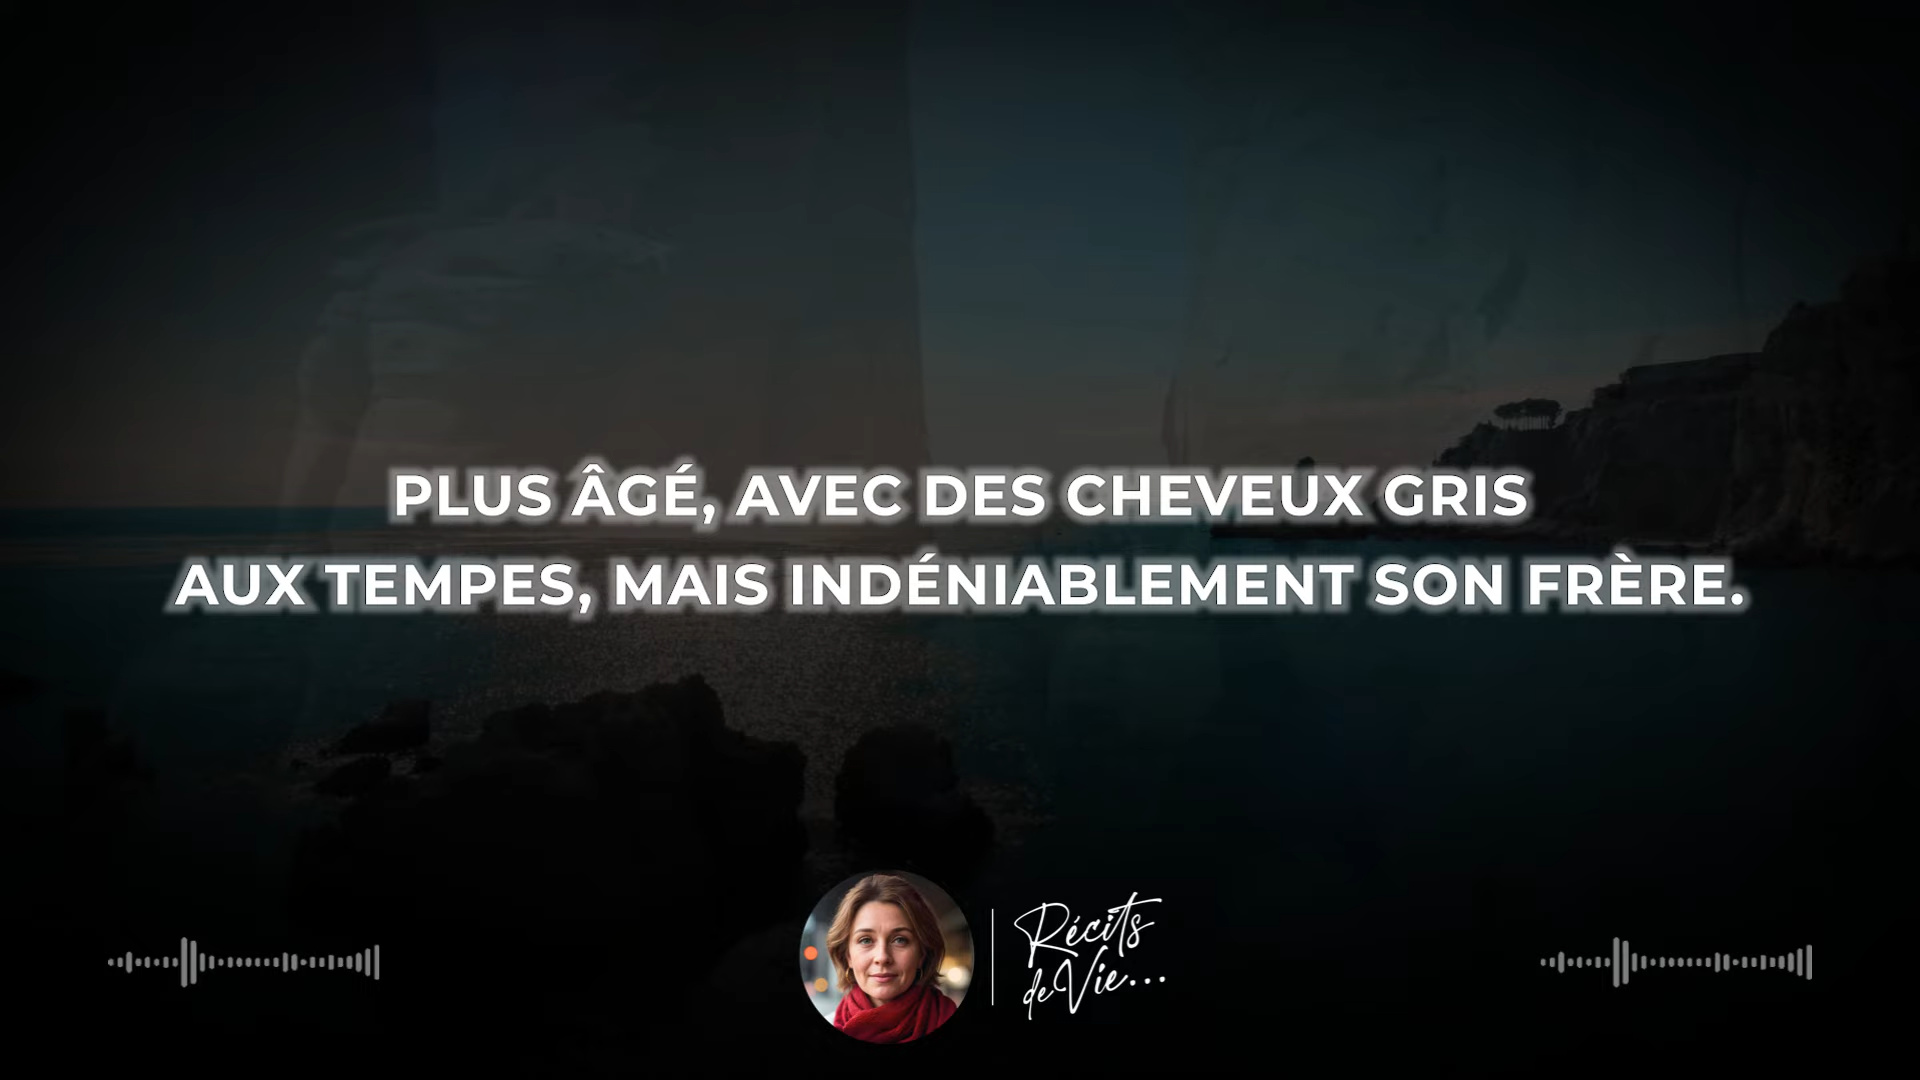 PLUS ÂGÉ, AVEC DES CHEVEUX GRIS
AUX TEMPES, MAIS INDÉNIABLEMENT SON FRÈRE.
Récits
de Vie...